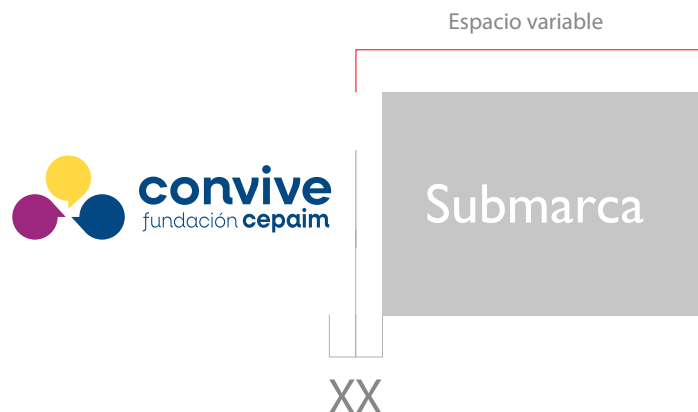 Espacio variable
convive
fundación cepaim
Submarca
XX